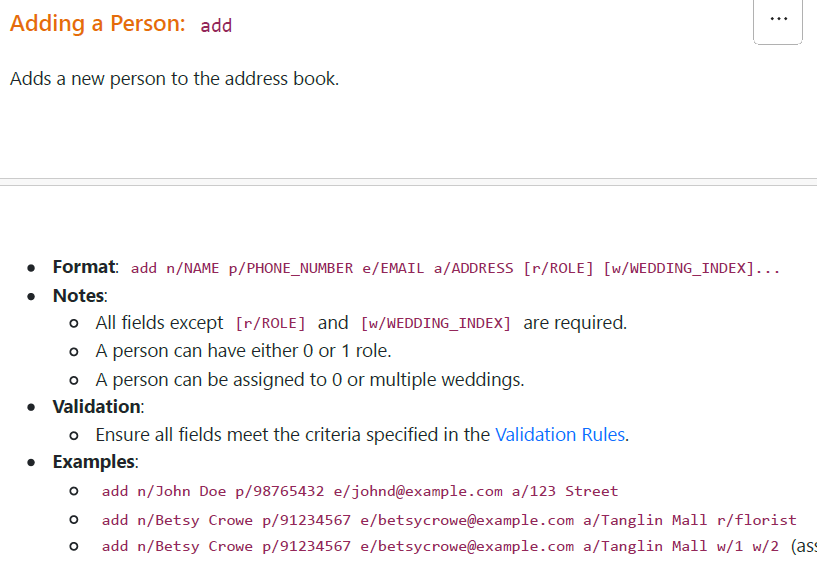 Adding a Person: add
...
Adds a new person to the address book.
Format: add n/NAME p/PHONE_NUMBER e/EMAIL a/ADDRESS [r/ROLE] [w/WEDDING_INDEX]...
Notes:
All fields except [r/ROLE] and [w/WEDDING_INDEX] are required.
A person can have either 0 or 1 role.
A person can be assigned to 0 or multiple weddings.
Validation:
Ensure all fields meet the criteria specified in the Validation Rules.
Examples:
add n/John Doe p/98765432 e/johnd@example.com a/123 Street
add n/Betsy Crowe p/91234567 e/betsycrowe@example.com a/Tanglin Mall r/florist
add n/Betsy Crowe p/91234567 e/betsycrowe@example.com a/Tanglin Mall w/1 w/2